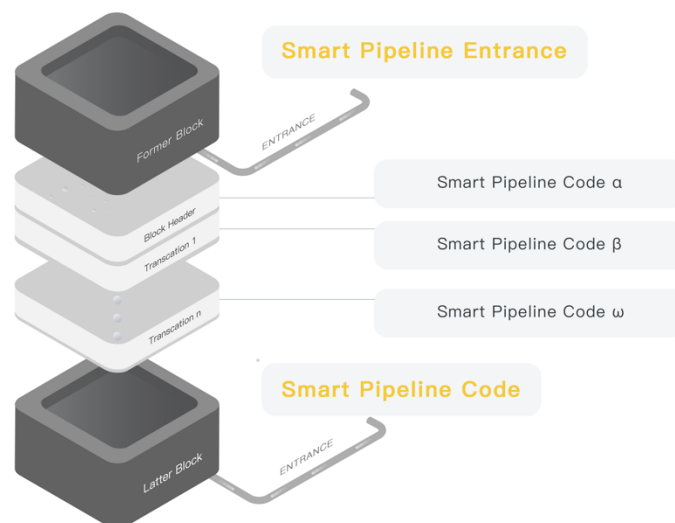 Smart Pipeline Entrance
Former Block
ENTRANCE
Smart Pipeline Code α
Block Header
Smart Pipeline Code β
Transcation 1
Smart Pipeline Code ω
Transcation n
Smart Pipeline Code
ENTRANCE
Latter Block